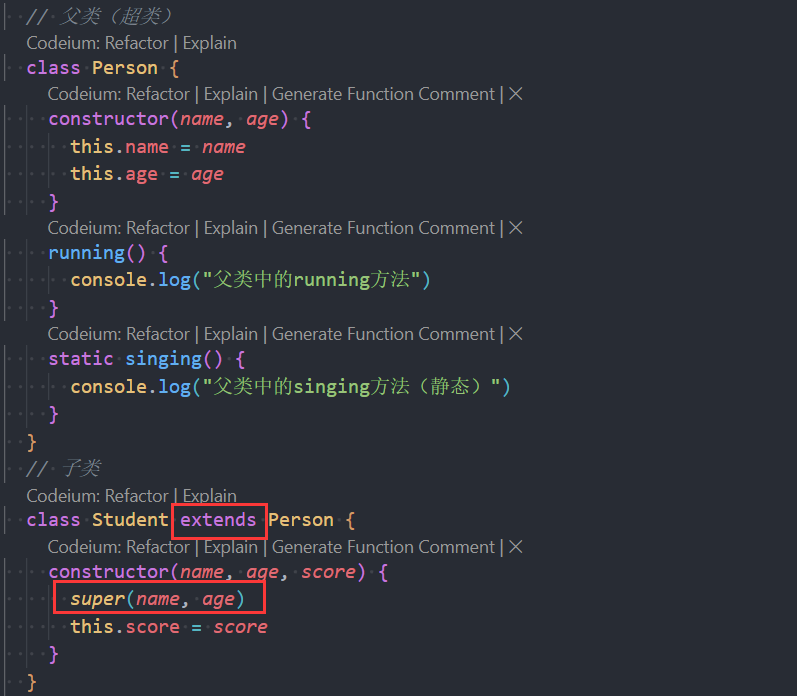 // 父类（超类）
Codeium: Refactor | Explain
class Person {
Codeium: Refactor | Explain | Generate Function Comment | ×
constructor(name, age) {
this.name = name
this.age = age
}
Codeium: Refactor | Explain | Generate Function Comment | ×
running() {
console.log("父类中的running方法")
}
Codeium: Refactor | Explain | Generate Function Comment | ×
static singing() {
console.log("父类中的singing方法（静态）")
}
}
// 子类
Codeium: Refactor | Explain
class Student extends Person {
Codeium: Refactor | Explain | Generate Function Comment | ×
constructor(name, age, score) {
super(name, age)
this.score = score
}
}